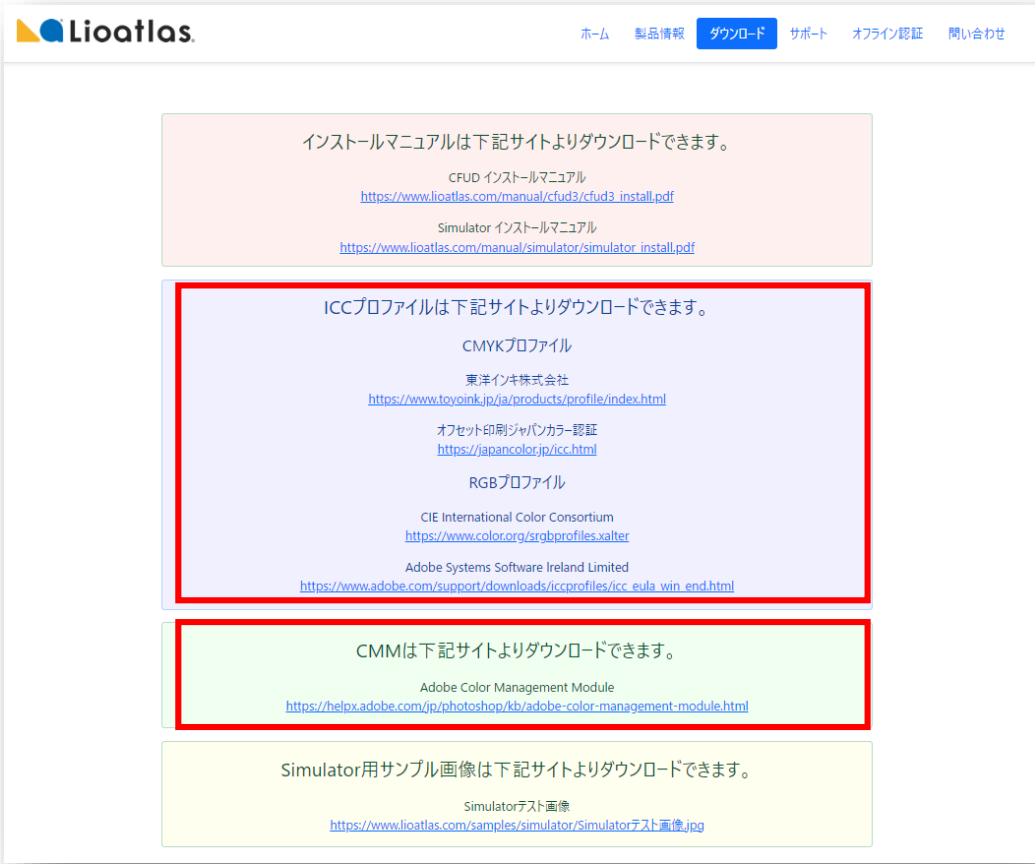 Lioatlas.
ホーム 製品情報 ダウンロード サポート オフライン認証 問い合わせ
インストールマニュアルは下記サイトよりダウンロードできます。
CFUD インストールマニュアル
https://www.lioatlas.com/manual/cfud3/cfud3_install.pdf
Simulator インストールマニュアル
https://www.lioatlas.com/manual/simulator/simulator_install.pdf
ICCプロファイルは下記サイトよりダウンロードできます。
CMYKプロファイル
東洋インキ株式会社
https://www.toyoink.jp/ja/products/profile/index.html
オフセット印刷ジャパンカラー認証
https://japancolor.jp/icc.html
RGBプロファイル
CIE International Color Consortium
https://www.color.org/srgbprofiles.xalter
Adobe Systems Software Ireland Limited
https://www.adobe.com/support/downloads/iccprofiles/icc_eula_win_end.html
CMMは下記サイトよりダウンロードできます。
Adobe Color Management Module
https://helpx.adobe.com/jp/photoshop/kb/adobe-color-management-module.html
Simulator用サンプル画像は下記サイトよりダウンロードできます。
Simulatorテスト画像
https://www.lioatlas.com/samples/simulator/Simulatorテスト画像.jpg